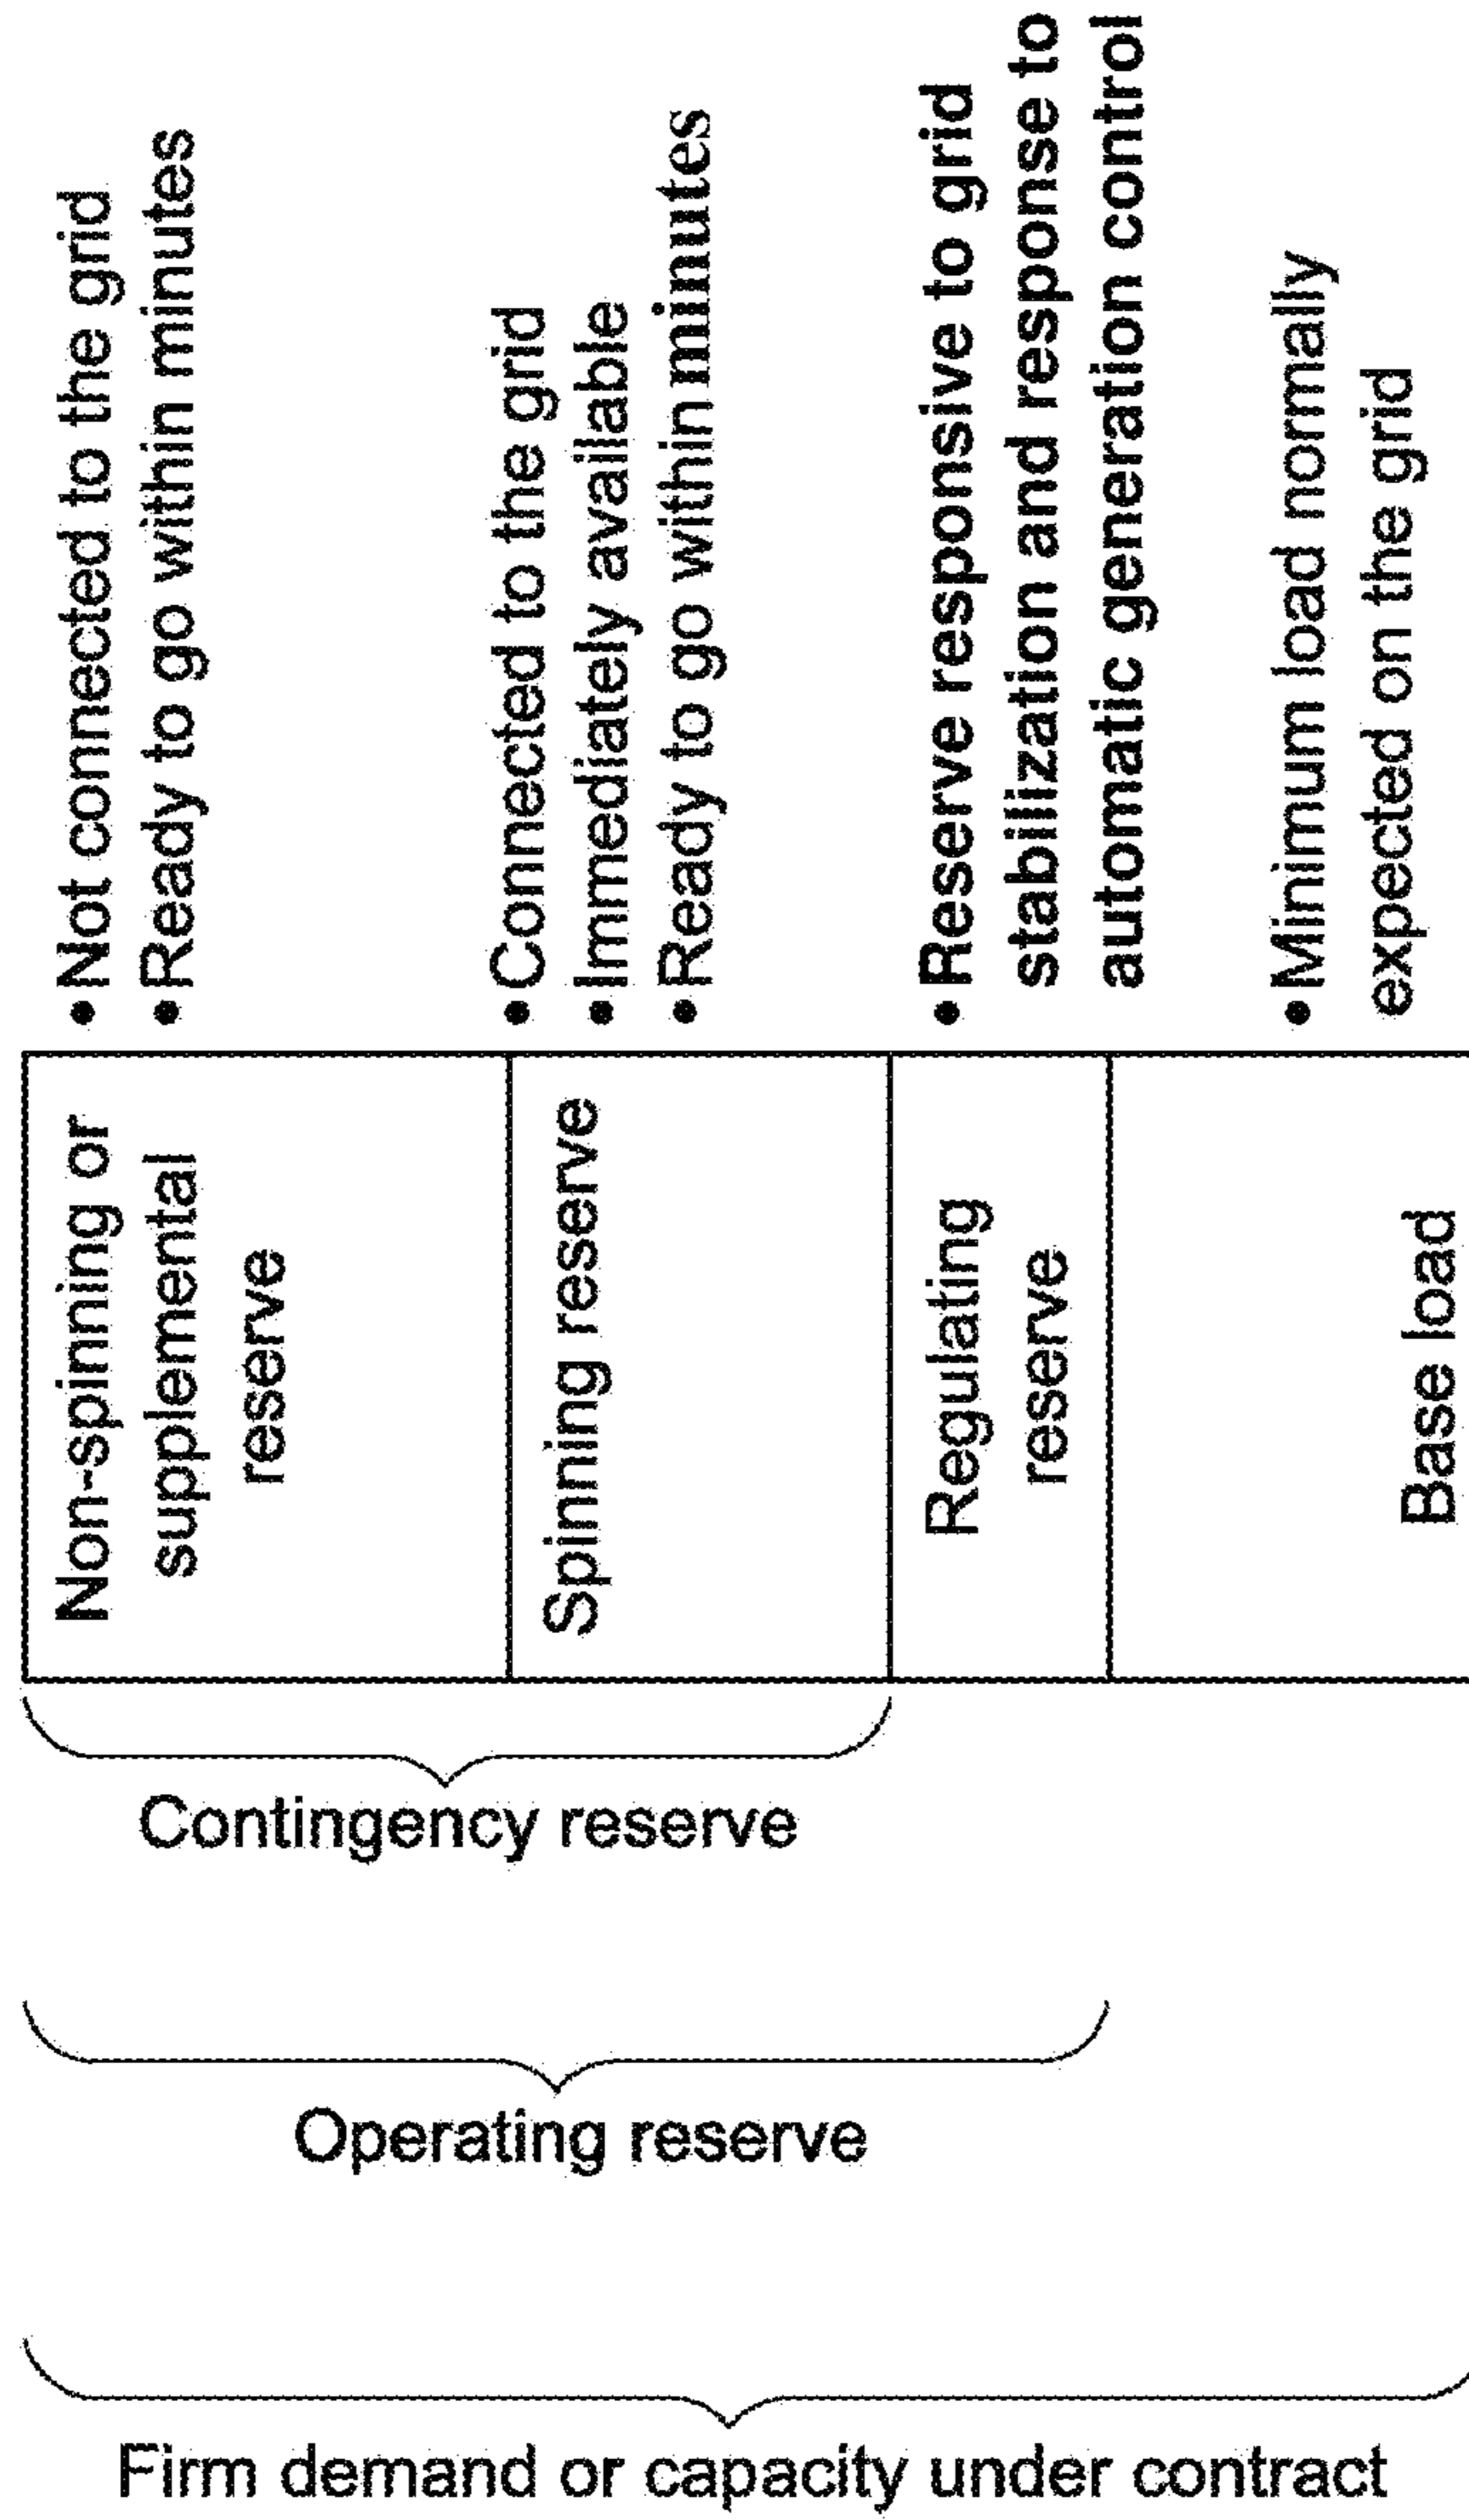 Non-spinning or
supplemental
reserve
• Not connected to the grid
• Ready to go within minutes
Spinning reserve
• Connected to the grid
• Immediately available
• Ready to go within minutes
Regulating
reserve
• Reserve responsive to grid
stabilization and response to
automatic generation control
Base load
• Minimum load normally
expected on the grid
Contingency reserve
Operating reserve
Firm demand or capacity under contract